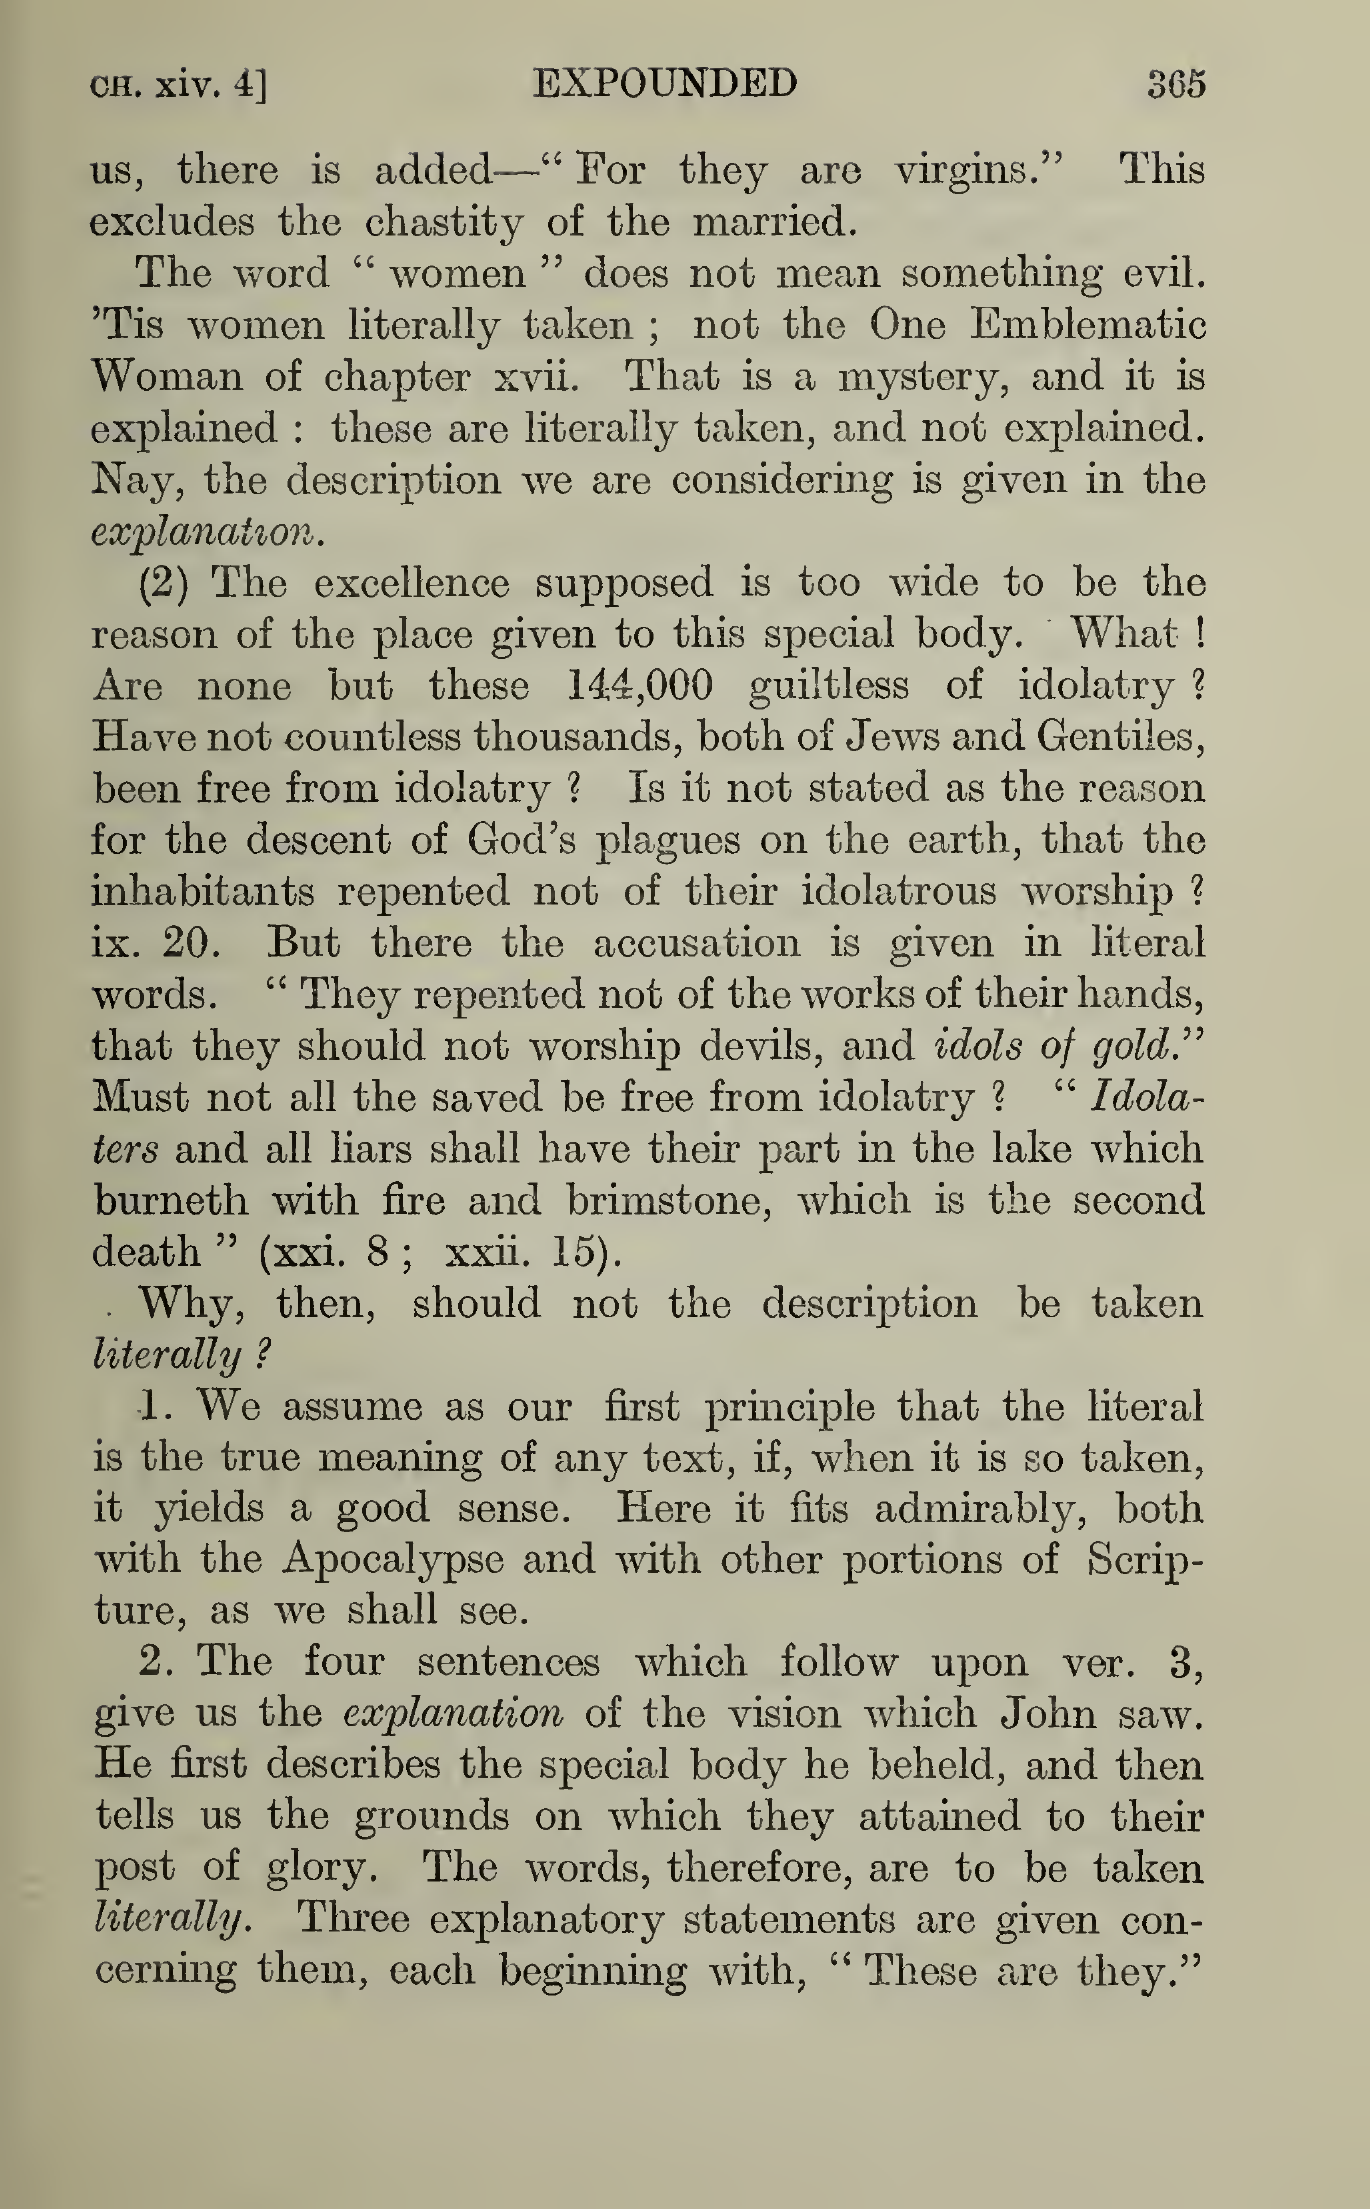 CH. xiv. 4] EXPOUNDED 365
us, there is added—“ For they are virgins.” This
excludes the chastity of the married.
The word “ women ” does not mean something evil.
’Tis women literally taken ; not the One Emblematic
Woman of chapter xvii. That is a mystery, and it is
explained : these are literally taken, and not explained.
Nay, the description we are considering is given in the
explanation.
(2) The excellence supposed is too wide to be the
reason of the place given to this special body. What !
Are none but these 144,000 guiltless of idolatry ?
Have not countless thousands, both of Jews and Gentiles,
been free from idolatry ? Is it not stated as the reason
for the descent of God’s plagues on the earth, that the
inhabitants repented not of their idolatrous worship ?
ix. 20. But there the accusation is given in literal
words. “ They repented not of the works of their hands,
that they should not worship devils, and idols of gold.”
Must not all the saved be free from idolatry ? “ Idola-
ters and all liars shall have their part in the lake which
burneth with fire and brimstone, which is the second
death ” (xxi. 8 ; xxii. 15).
Why, then, should not the description be taken
literally ?
1. We assume as our first principle that the literal
is the true meaning of any text, if, when it is so taken,
it yields a good sense. Here it fits admirably, both
with the Apocalypse and with other portions of Scrip-
ture, as we shall see.
2. The four sentences which follow upon ver. 3,
give us the explanation of the vision which John saw.
He first describes the special body he beheld, and then
tells us the grounds on which they attained to their
post of glory. The words, therefore, are to be taken
literally. Three explanatory statements are given con-
cerning them, each beginning with, “ These are they.”